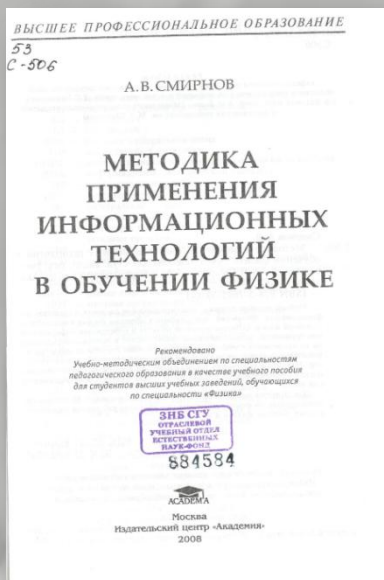 ВЫСШЕЕ ПРОФЕССИОНАЛЬНОЕ ОБРАЗОВАНИЕ
53
С-506
А. В. СМИРНОВ
МЕТОДИКА
ПРИМЕНЕНИЯ
ИНФОРМАЦИОННЫХ
ТЕХНОЛОГИЙ
В ОБУЧЕНИИ ФИЗИКЕ
Рекомендовано
Учебно-методическим объединением по специальностям
педагогического образования в качестве учебного пособия
для студентов высших учебных заведений, обучающихся
по специальности «Физика»
ЗНБ СГУ
ОТРАСЛЕВОЙ
УЧЕБНЫЙ ОТДЕЛ
ЕСТЕСТВЕННЫХ
НАУК-ФОНД
884584
ACADEMA
Москва
Издательский центр «Академия»
2008